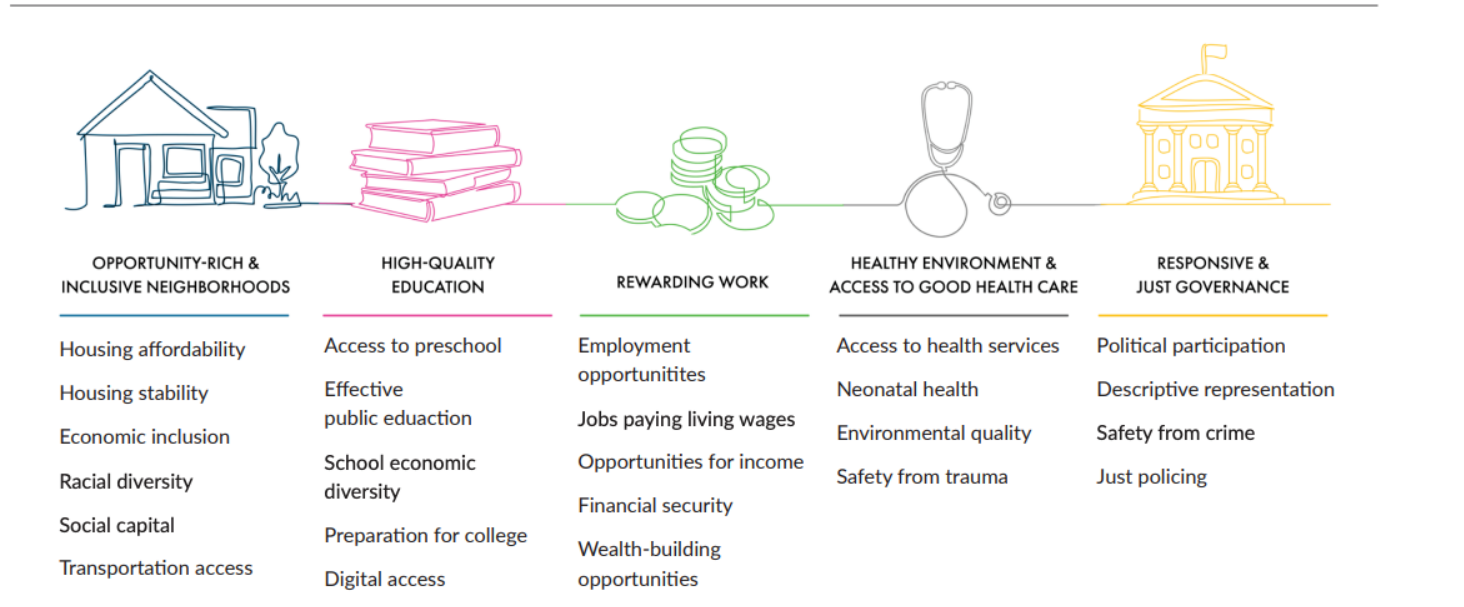 OPPORTUNITY-RICH &
INCLUSIVE NEIGHBORHOODS
Housing affordability
Housing stability
Economic inclusion
Racial diversity
Social capital
Transportation access
HIGH-QUALITY
EDUCATION
Access to preschool
Effective
public eduaction
School economic
diversity
Preparation for college
Digital access
REWARDING WORK
Employment
opportunitites
Jobs paying living wages
Opportunities for income
Financial security
Wealth-building
opportunities
HEALTHY ENVIRONMENT &
ACCESS TO GOOD HEALTH CARE
Access to health services
Neonatal health
Environmental quality
Safety from trauma
RESPONSIVE &
JUST GOVERNANCE
Political participation
Descriptive representation
Safety from crime
Just policing